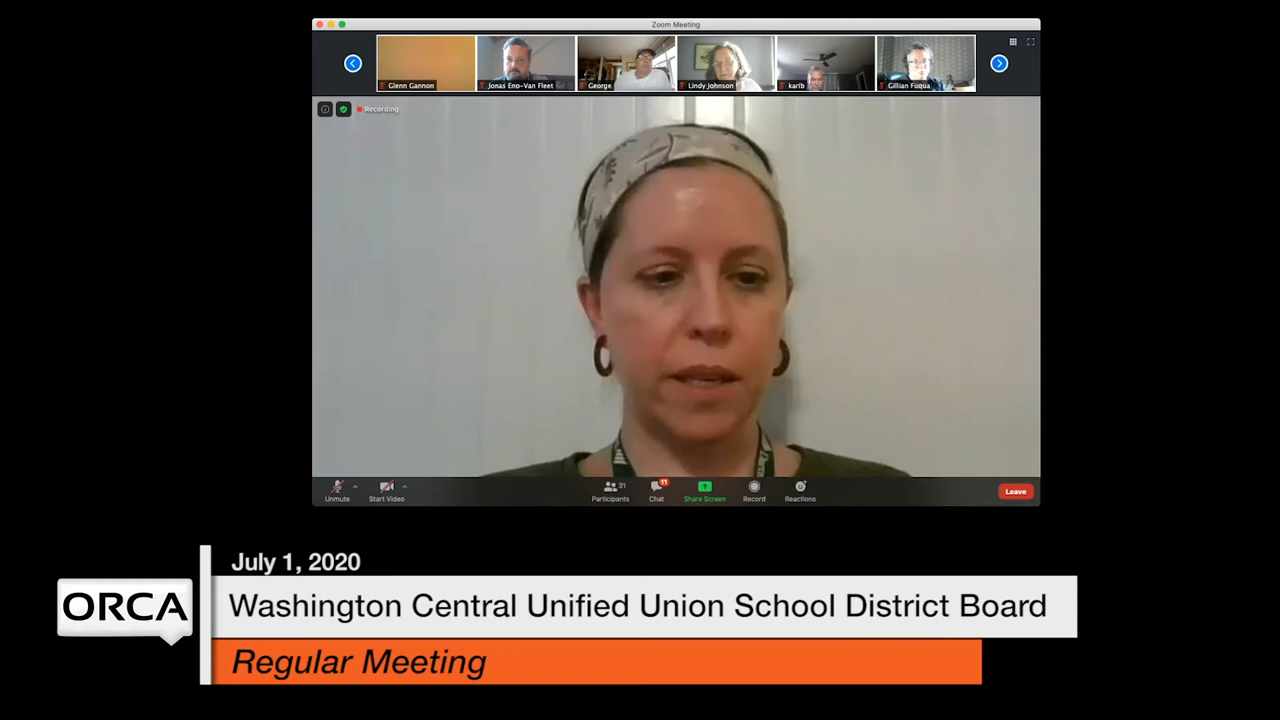 Zoom Meeting
Glenn Gannon
Jonas Eno-Van Fleet
George
Lindy Johnson
karib
Gillian Fuqua
Recording
Unmute
Start Video
Participants 31
Chat 11
Share Screen
Record
Reactions
Leave
July 1, 2020
ORCA
Washington Central Unified Union School District Board
Regular Meeting